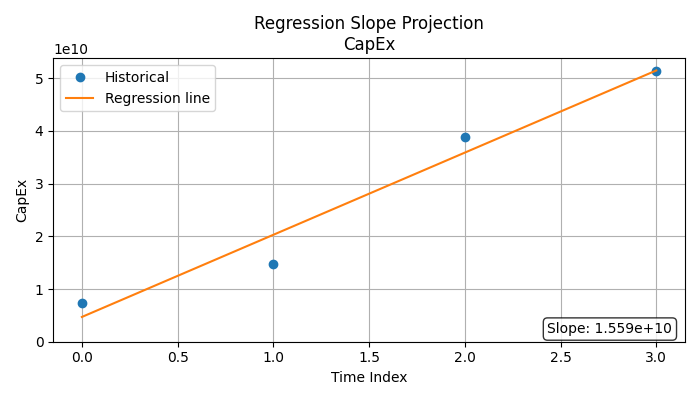 Regression Slope Projection
CapEx
1e10
Historical
Regression line
5
4
3
2
1
0
CapEx
Slope: 1.559e+10
0.0 0.5 1.0 1.5 2.0 2.5 3.0
Time Index